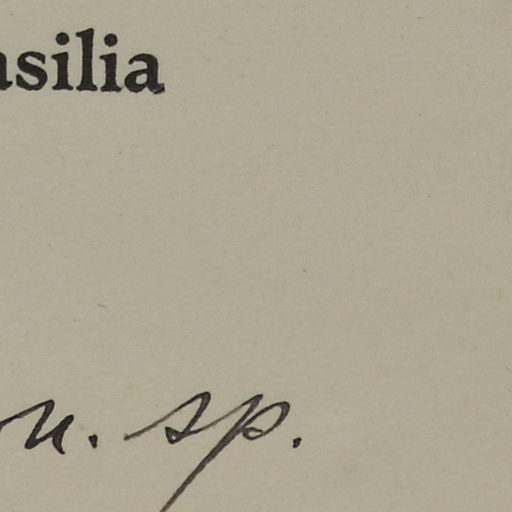 asilia
n. sp.